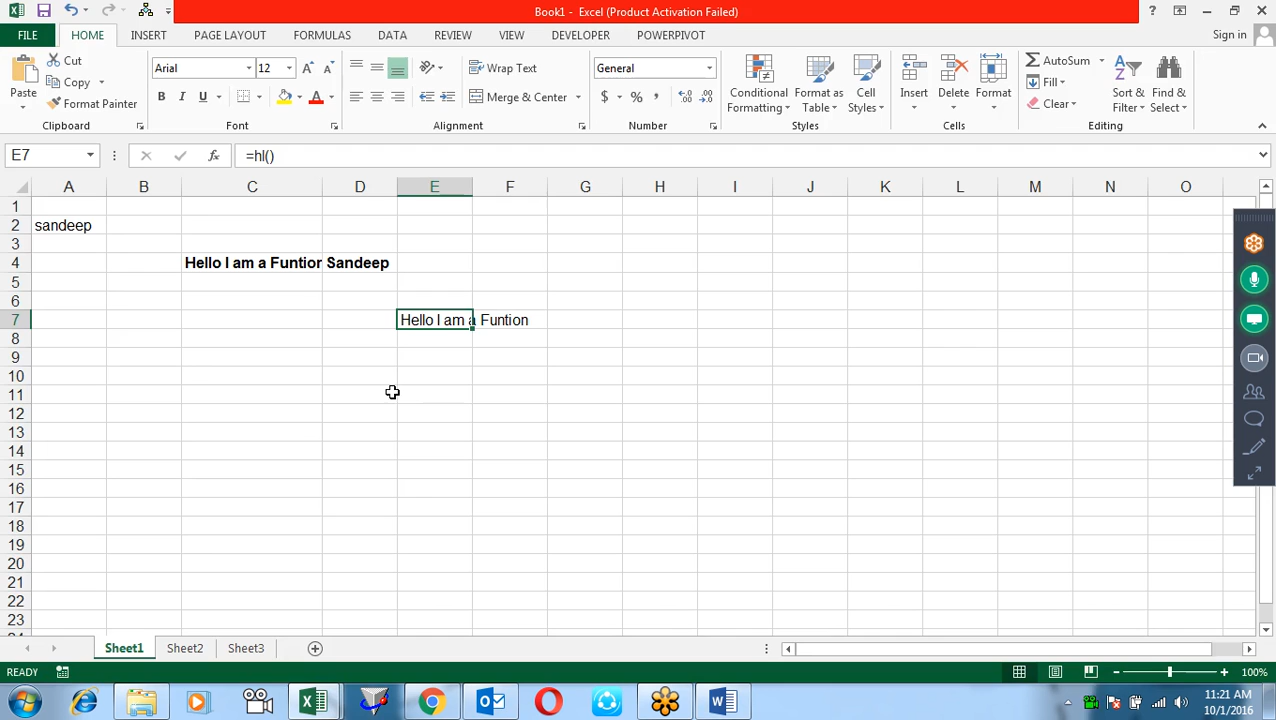 Book1 - Excel (Product Activation Failed)
FILE HOME INSERT PAGE LAYOUT FORMULAS DATA REVIEW VIEW DEVELOPER POWERPIVOT Sign in
Paste Cut Copy Format Painter Clipboard
Arial 12 B I U A Font
Wrap Text Merge & Center Alignment
General $ % , Number
Conditional Formatting Format as Table Cell Styles Styles
Insert Delete Format Cells
AutoSum Fill Clear Sort & Filter Find & Select Editing
E7 fx =hl()
A B C D E F G H I J K L M N O
1
2 sandeep
3
4 Hello I am a Funtior Sandeep
5
6
7 Hello I am a Funtion
8
9
10
11
12
13
14
15
16
17
18
19
20
21
22
23
Sheet1 Sheet2 Sheet3
READY 100%
11:21 AM
10/1/2016